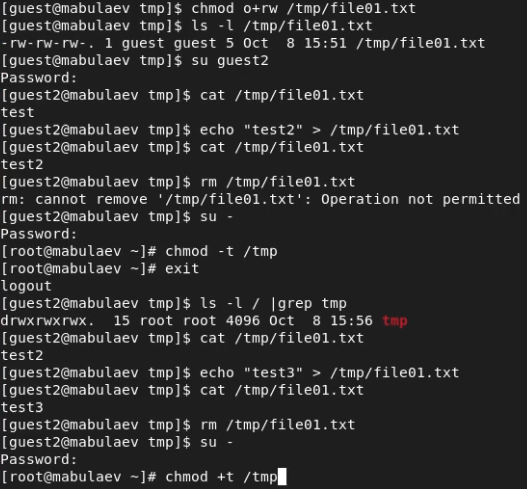 [guest@mabulaev tmp]$ chmod o+rw /tmp/file01.txt
[guest@mabulaev tmp]$ ls -l /tmp/file01.txt
-rw-rw-rw-. 1 guest guest 5 Oct  8 15:51 /tmp/file01.txt
[guest@mabulaev tmp]$ su guest2
Password:
[guest2@mabulaev tmp]$ cat /tmp/file01.txt
test
[guest2@mabulaev tmp]$ echo "test2" > /tmp/file01.txt
[guest2@mabulaev tmp]$ cat /tmp/file01.txt
test2
[guest2@mabulaev tmp]$ rm /tmp/file01.txt
rm: cannot remove '/tmp/file01.txt': Operation not permitted
[guest2@mabulaev tmp]$ su -
Password:
[root@mabulaev ~]# chmod -t /tmp
[root@mabulaev ~]# exit
logout
[guest2@mabulaev tmp]$ ls -l / |grep tmp
drwxrwxrwx.  15 root root 4096 Oct  8 15:56 tmp
[guest2@mabulaev tmp]$ cat /tmp/file01.txt
test2
[guest2@mabulaev tmp]$ echo "test3" > /tmp/file01.txt
[guest2@mabulaev tmp]$ cat /tmp/file01.txt
test3
[guest2@mabulaev tmp]$ rm /tmp/file01.txt
[guest2@mabulaev tmp]$ su -
Password:
[root@mabulaev ~]# chmod +t /tmp